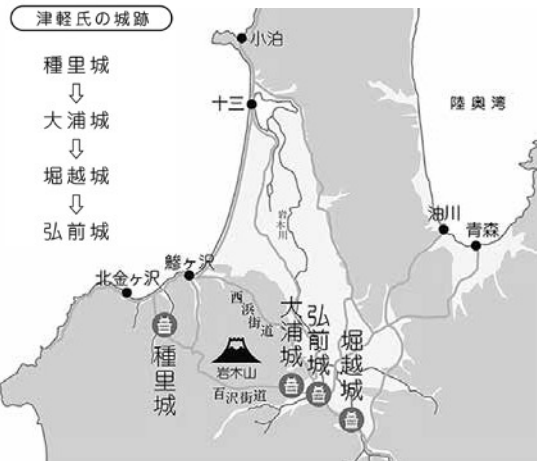 津軽氏の城跡
種里城
⇩
大浦城
⇩
堀越城
⇩
弘前城
小泊
十三
陸奥湾
岩木川
油川
青森
鰺ヶ沢
北金ヶ沢
西浜街道
大浦城
弘前城
堀越城
種里城
岩木山
百沢街道